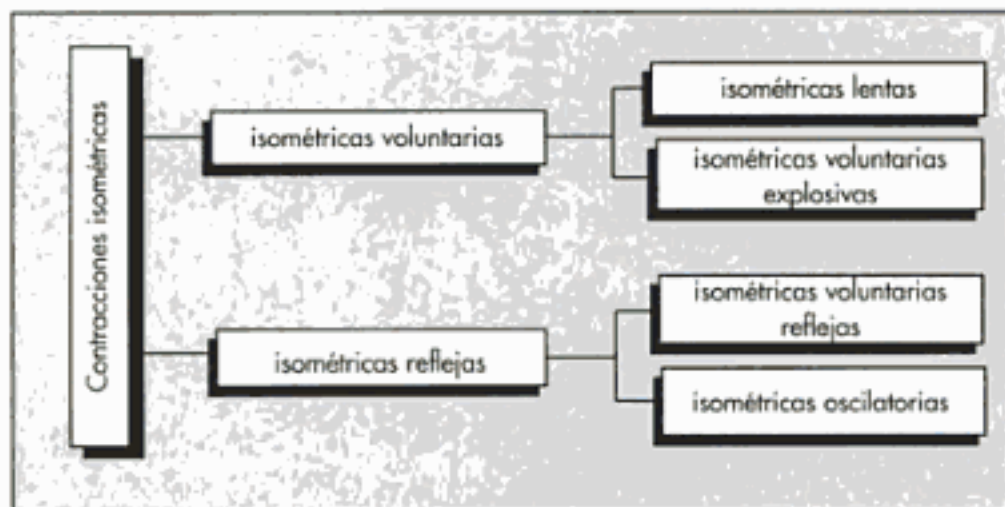 Contracciones isométricas
isométricas voluntarias
isométricas lentas
isométricas voluntarias
explosivas
isométricas reflejas
isométricas voluntarias
reflejas
isométricas oscilatorias